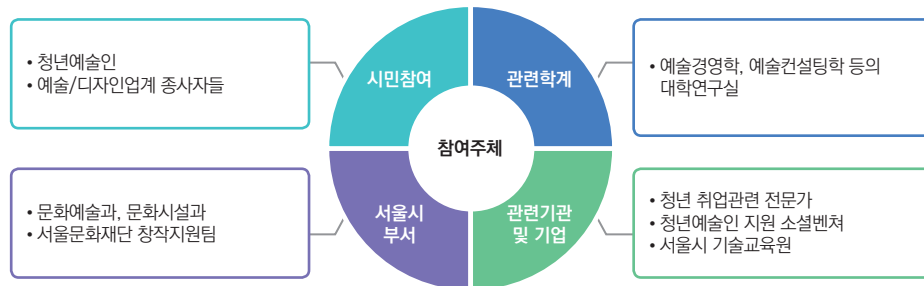 • 청년예술인
• 예술/디자인업계 종사자들
시민참여
관련학계
• 예술경영학, 예술컨설팅학 등의
대학연구실
참여주체
• 문화예술과, 문화시설과
• 서울문화재단 창작지원팀
서울시
부서
관련기관
및 기업
• 청년 취업관련 전문가
• 청년예술인 지원 소셜벤쳐
• 서울시 기술교육원